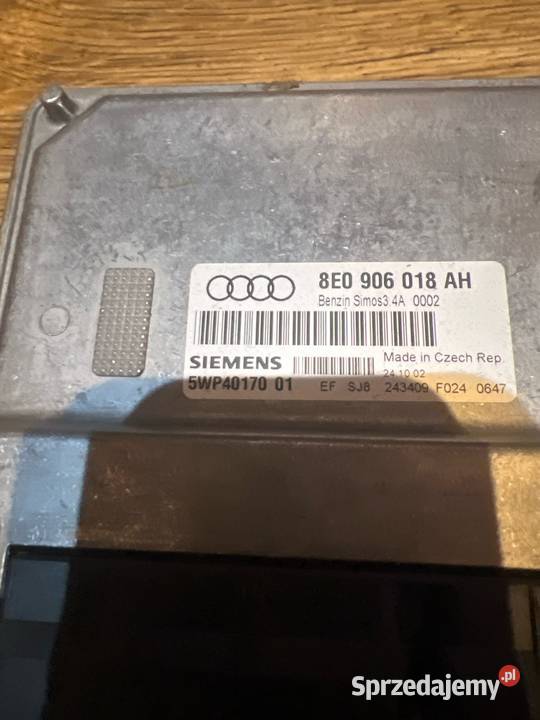 8E0 906 018 AH
Benzin Simos3.4A 0002
SIEMENS
Made in Czech Rep.
24.10.02
5WP40170 01 EF SJ8 243409 F024 0647
Sprzedajemy.pl